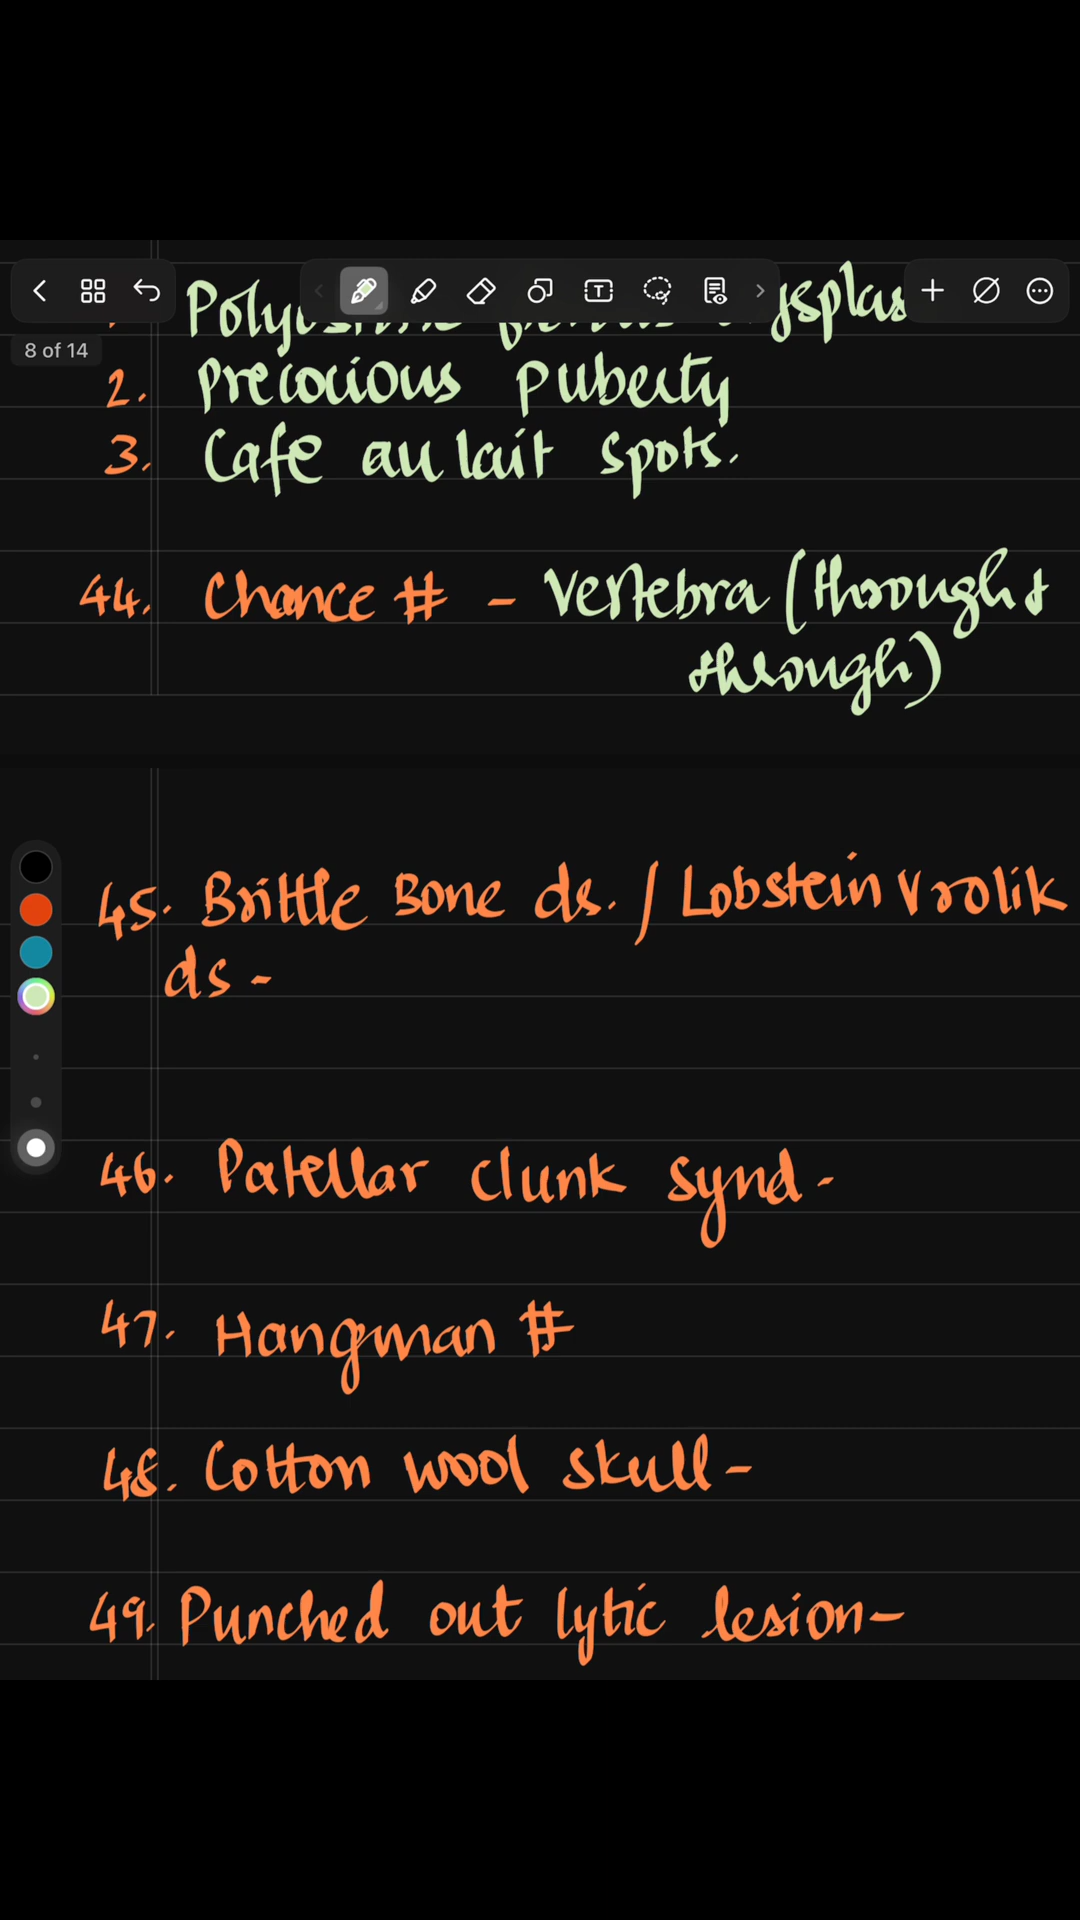 8 of 14
2. Precocious puberty
3. Cafe au lait spots.
44. Chance # - Vertebra (through &
through)
45. Brittle Bone ds. / Lobstein Vrolik
ds -
46. Patellar clunk synd -
47. Hangman #
48. Cotton wool skull -
49. Punched out lytic lesion -